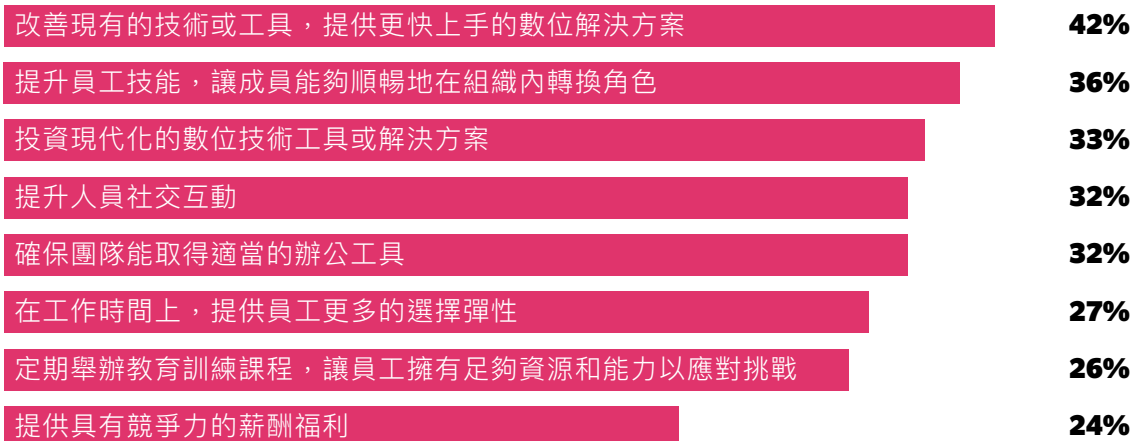 改善現有的技術或工具，提供更快上手的數位解決方案 42%
提升員工技能，讓成員能夠順暢地在組織內轉換角色 36%
投資現代化的數位技術工具或解決方案 33%
提升人員社交互動 32%
確保團隊能取得適當的辦公工具 32%
在工作時間上，提供員工更多的選擇彈性 27%
定期舉辦教育訓練課程，讓員工擁有足夠資源和能力以應對挑戰 26%
提供具有競爭力的薪酬福利 24%